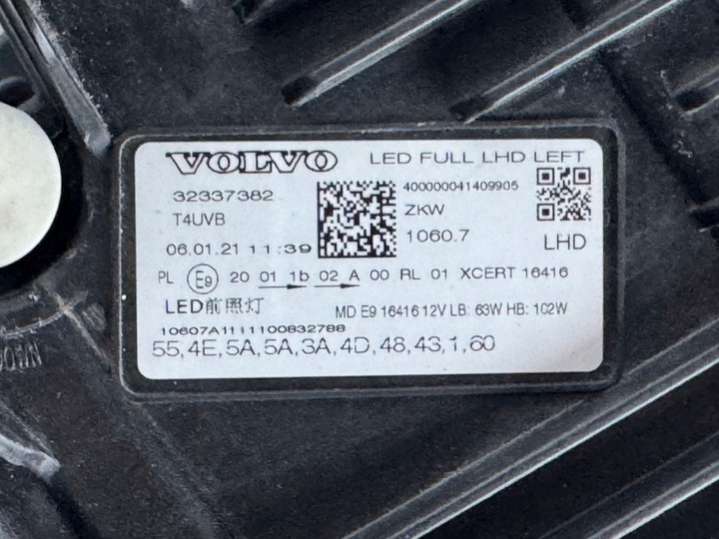 VOLVO LED FULL LHD LEFT
32337382
400000041409905
T4UVB
ZKW
06.01.21 11:39
1060.7
LHD
PL E9 20 01 1b 02 A 00 RL 01 XCERT 16416
LED前照灯
MD E9 16416 12V LB: 63W HB: 102W
10607A1111100832788
55,4E,5A,5A,3A,4D,48,43,1,60